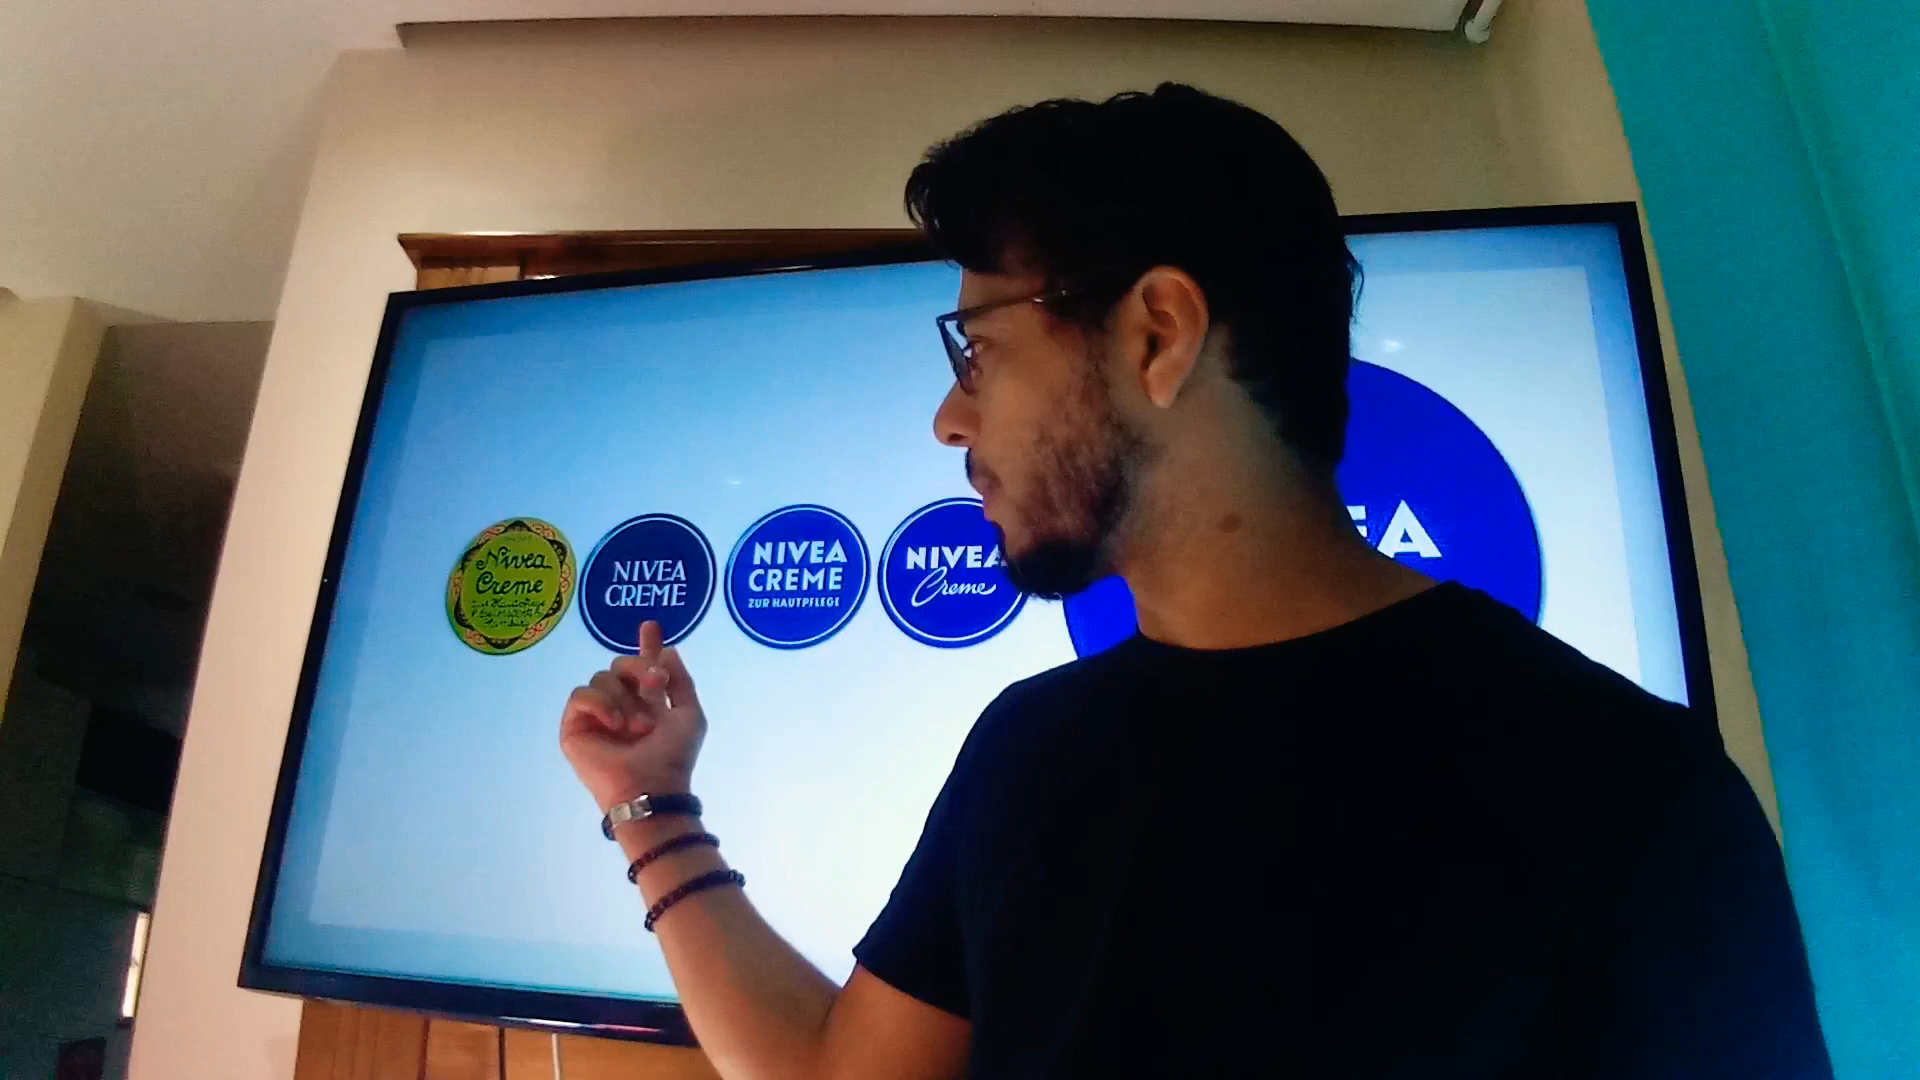 Nivea
Creme
NIVEA
CREME
NIVEA
CREME
ZUR HAUTPFLEGE
NIVEA
Creme
EA